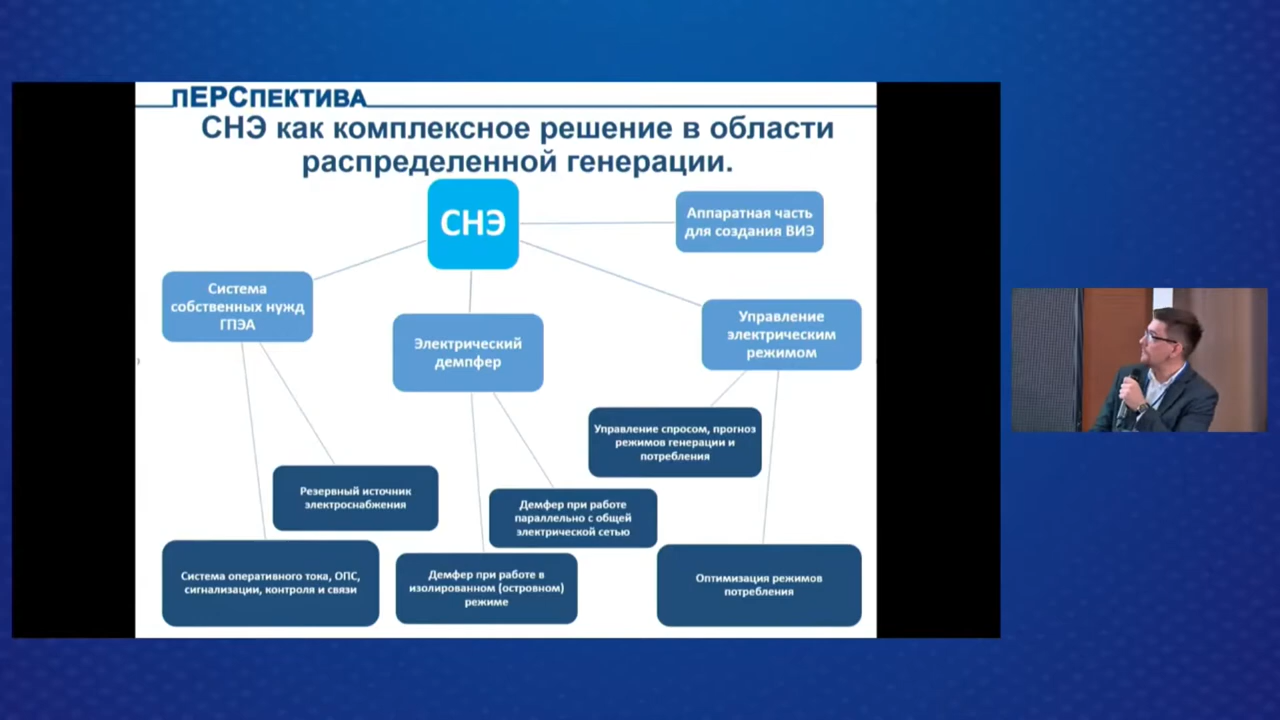 пЕРСпектива
СНЭ как комплексное решение в области
распределенной генерации.
СНЭ
Аппаратная часть
для создания ВИЭ
Система
собственных нужд
ГПЭА
Электрический
демпфер
Управление
электрическим
режимом
Управление спросом, прогноз
режимов генерации и
потребления
Резервный источник
электроснабжения
Демфер при работе
параллельно с общей
электрической сетью
Система оперативного тока, ОПС,
сигнализации, контроля и связи
Демфер при работе в
изолированном (островном)
режиме
Оптимизация режимов
потребления